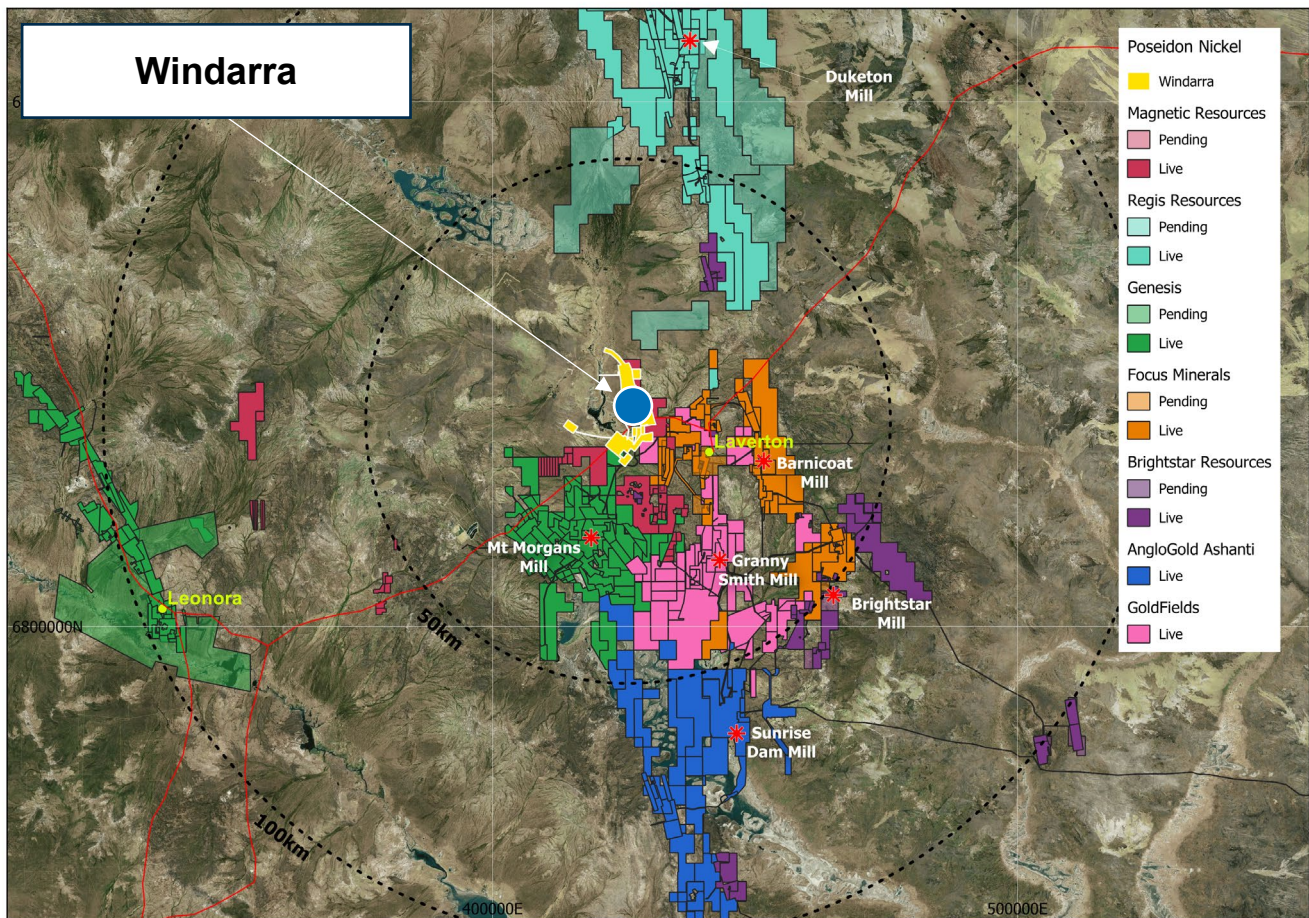 Windarra
Duketon
Mill
Laverton
Barnicoat
Mill
Mt Morgans
Mill
Granny
Smith Mill
Brightstar
Mill
Leonora
6800000N
50km
Sunrise
Dam Mill
100km
400000E
500000E
Poseidon Nickel
Windarra
Magnetic Resources
Pending
Live
Regis Resources
Pending
Live
Genesis
Pending
Live
Focus Minerals
Pending
Live
Brightstar Resources
Pending
Live
AngloGold Ashanti
Live
GoldFields
Live